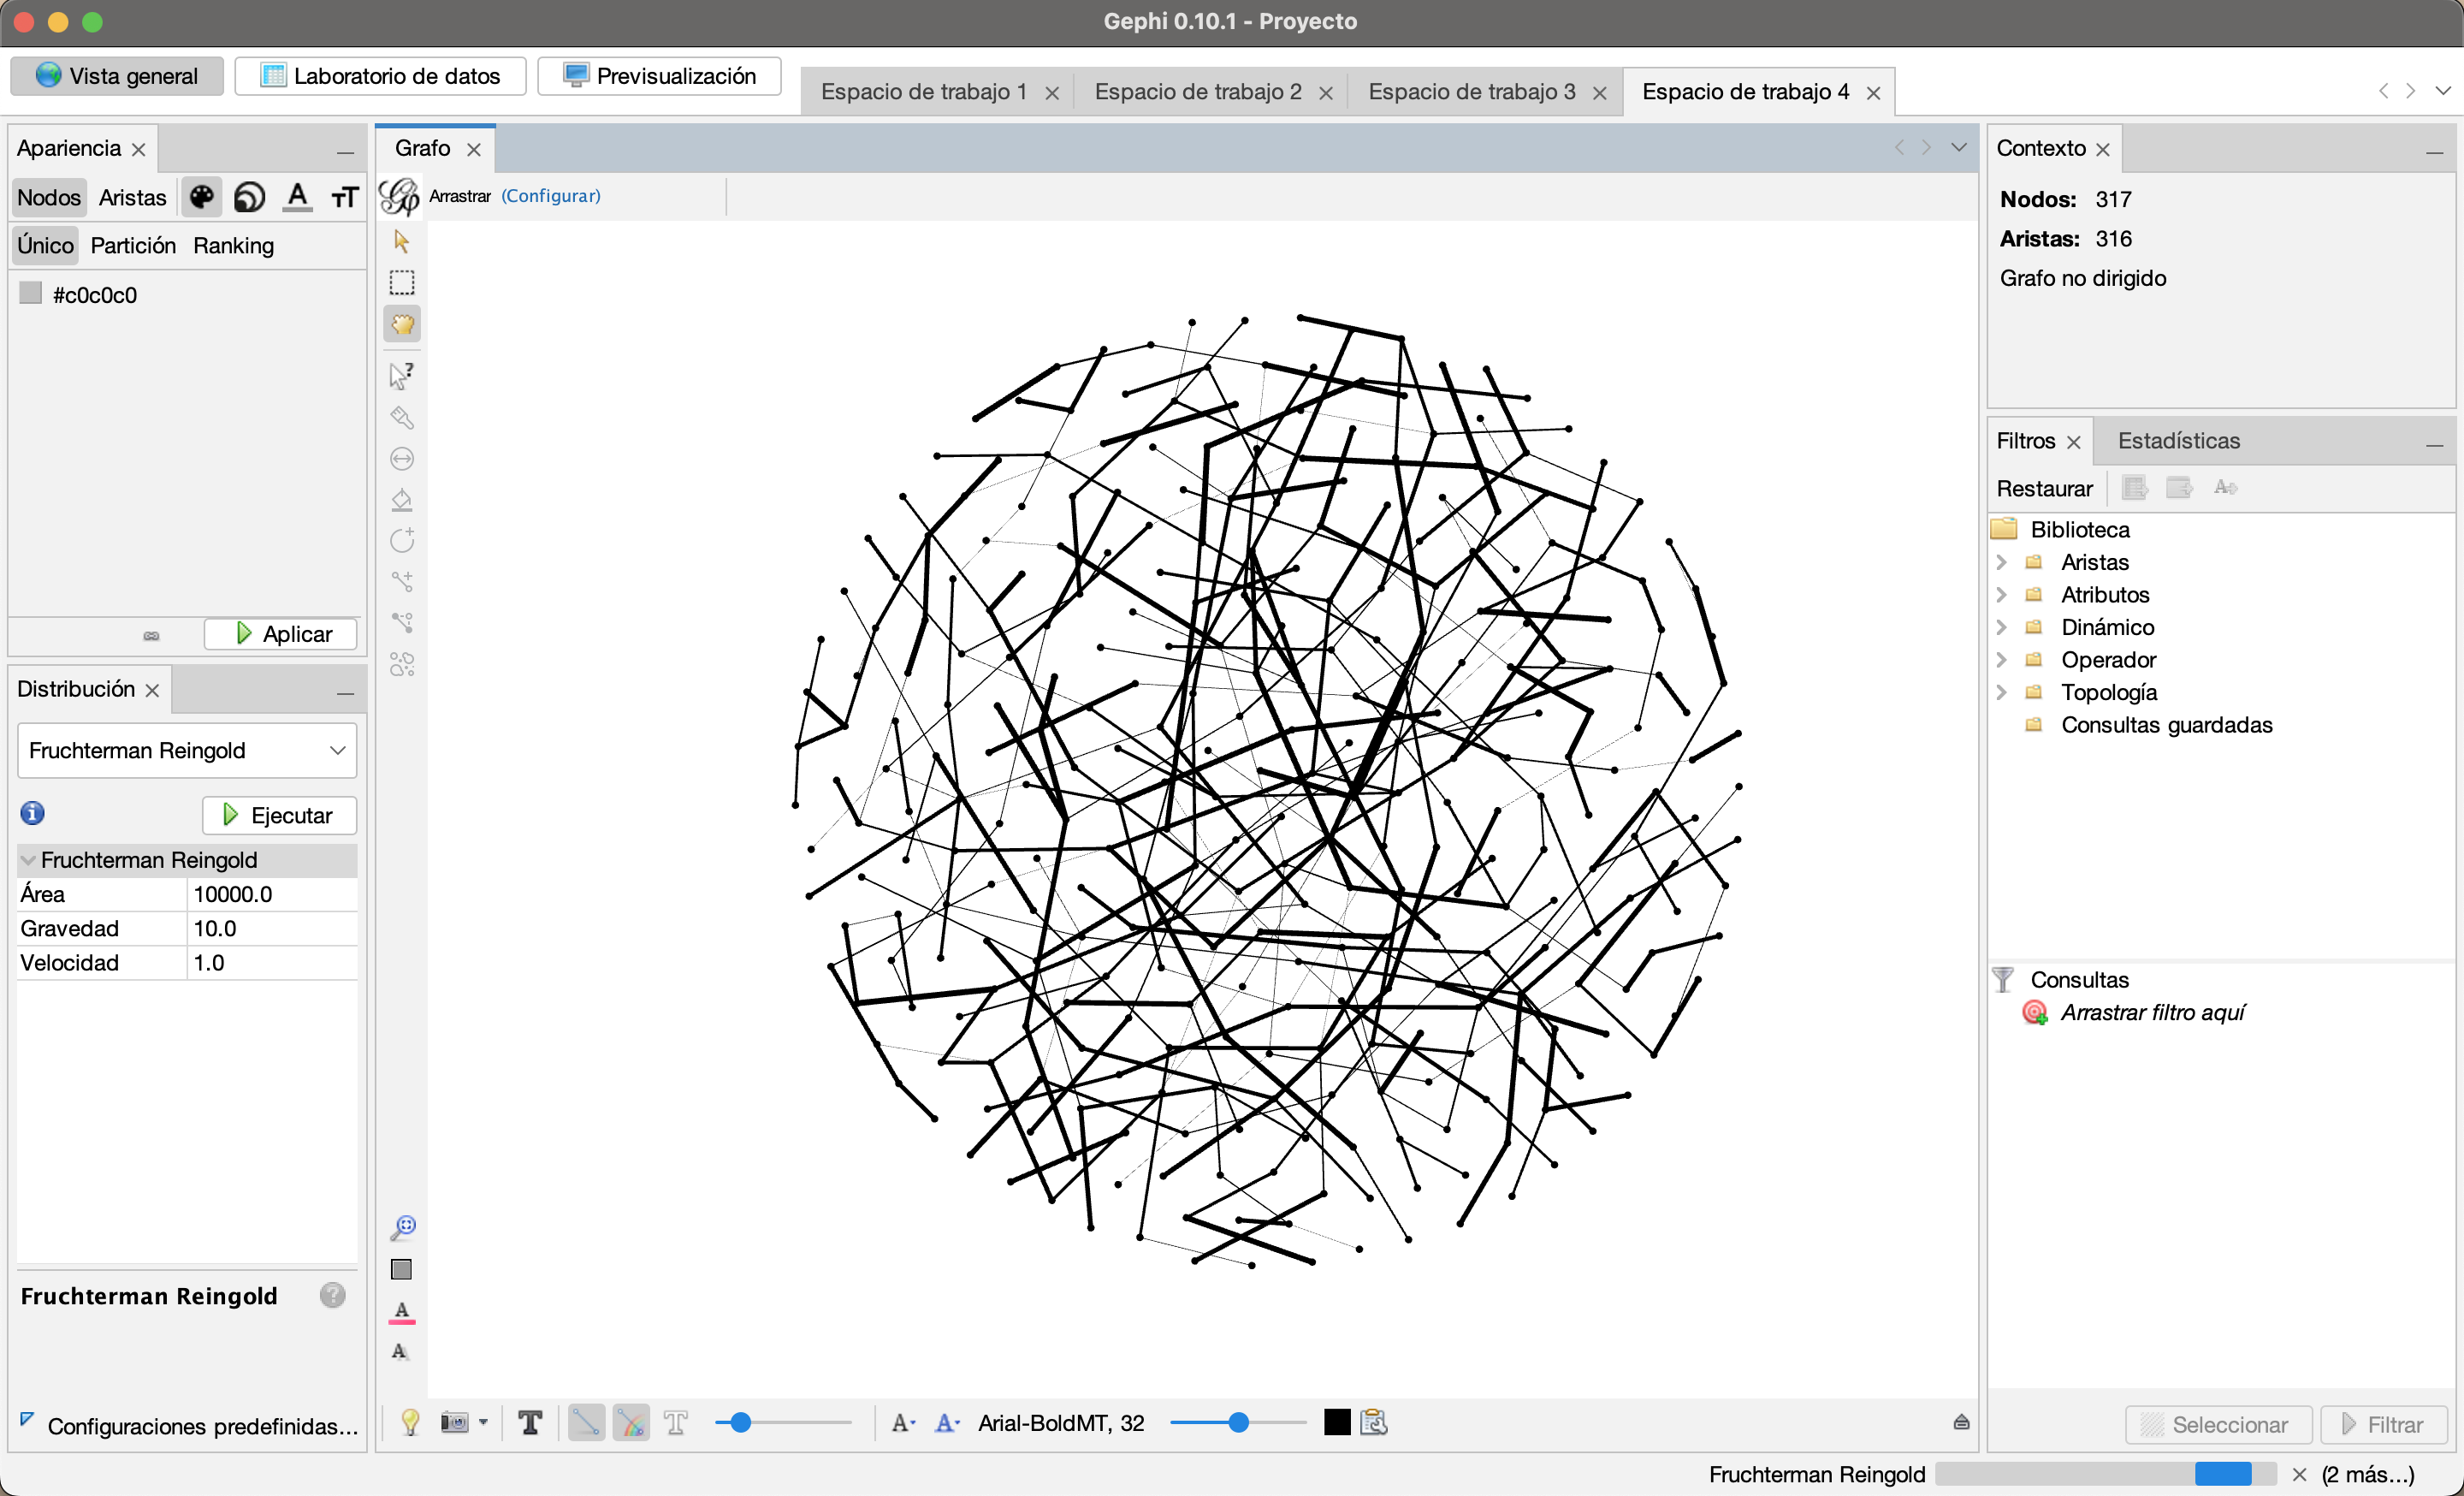 Gephi 0.10.1 - Proyecto
Vista general
Laboratorio de datos
Previsualización
Espacio de trabajo 1
Espacio de trabajo 2
Espacio de trabajo 3
Espacio de trabajo 4
Apariencia
Nodos Aristas
Único Partición Ranking
#c0c0c0
Aplicar
Distribución
Fruchterman Reingold
Ejecutar
Fruchterman Reingold
Área 10000.0
Gravedad 10.0
Velocidad 1.0
Fruchterman Reingold
Configuraciones predefinidas...
Grafo
Arrastrar (Configurar)
Arial-BoldMT, 32
Contexto
Nodos: 317
Aristas: 316
Grafo no dirigido
Filtros Estadísticas
Restaurar
Biblioteca
Aristas
Atributos
Dinámico
Operador
Topología
Consultas guardadas
Consultas
Arrastrar filtro aquí
Seleccionar Filtrar
Fruchterman Reingold (2 más...)